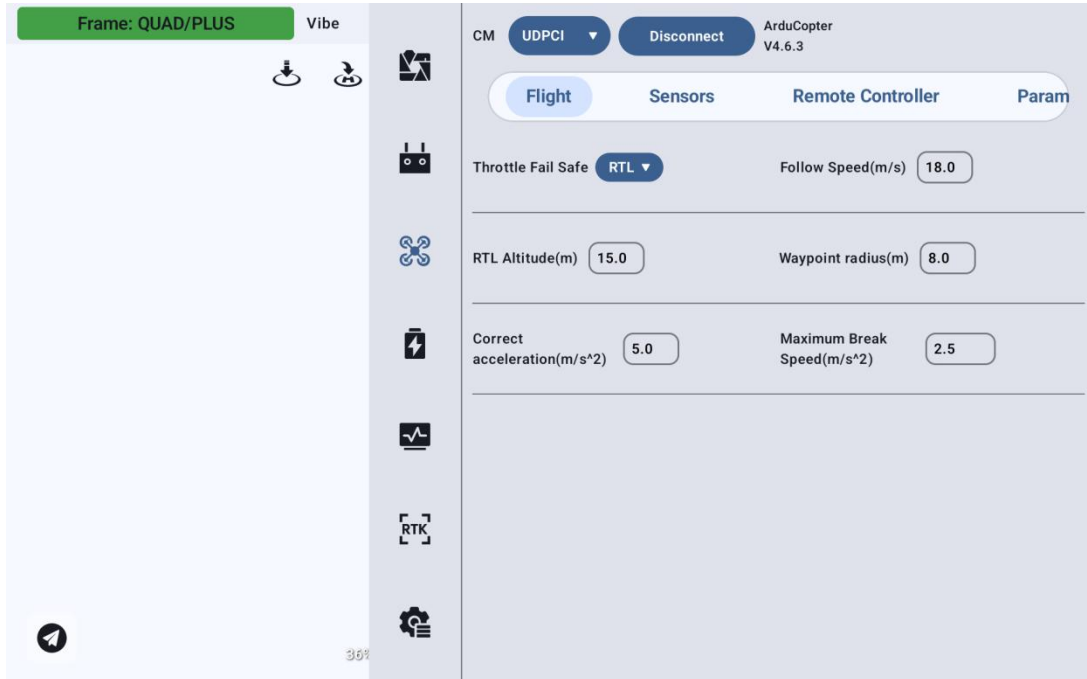 Frame: QUAD/PLUS
Vibe
CM
UDPCI
Disconnect
ArduCopter
V4.6.3
Flight
Sensors
Remote Controller
Param
Throttle Fail Safe
RTL
Follow Speed(m/s)
18.0
RTL Altitude(m)
15.0
Waypoint radius(m)
8.0
Correct
acceleration(m/s^2)
5.0
Maximum Break
Speed(m/s^2)
2.5
RTK
36%